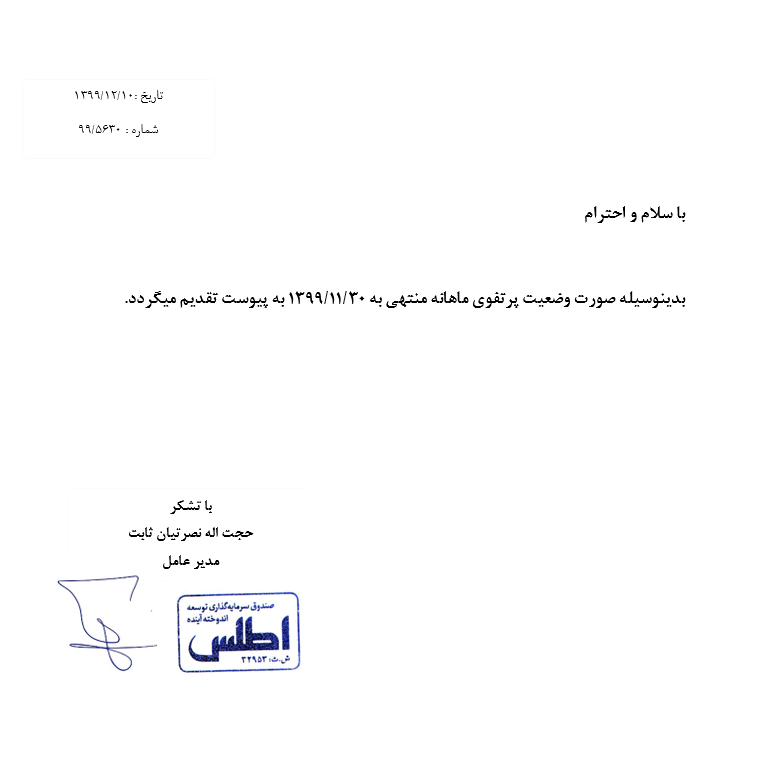 تاریخ :۱۳۹۹/۱۲/۱۰
شماره : ۹۹/۵۶۳۰
با سلام و احترام
بدینوسیله صورت وضعیت پرتفوی ماهانه منتهی به ۱۳۹۹/۱۱/۳۰ به پیوست تقدیم میگردد.
با تشکر
حجت اله نصرتیان ثابت
مدیر عامل
صندوق سرمایه‌گذاری توسعه
اندوخته آینده
اطلس
ش.ث: ۳۲۹۵۳